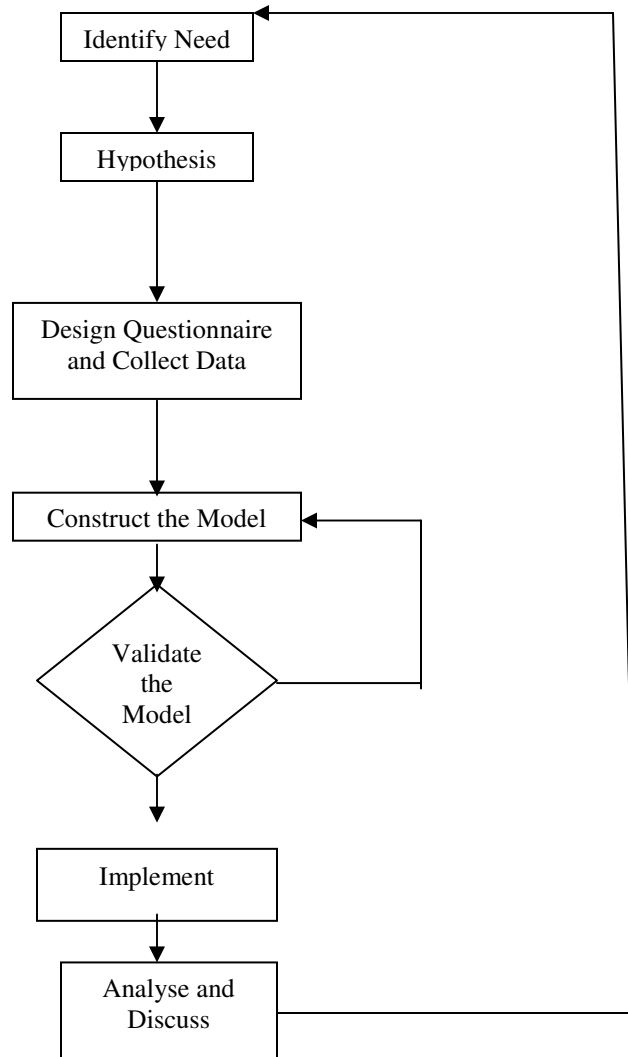 Identify Need
Hypothesis
Design Questionnaire
and Collect Data
Construct the Model
Validate
the
Model
Implement
Analyse and
Discuss